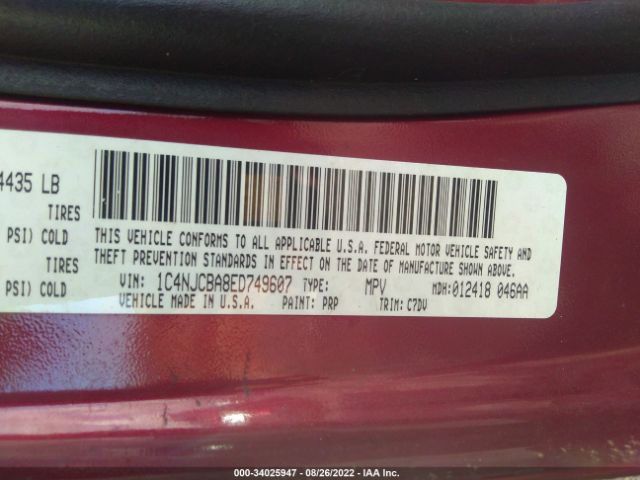 4435 LB
TIRES
PSI) COLD
TIRES
PSI) COLD
THIS VEHICLE CONFORMS TO ALL APPLICABLE U.S.A. FEDERAL MOTOR VEHICLE SAFETY AND
THEFT PREVENTION STANDARDS IN EFFECT ON THE DATE OF MANUFACTURE SHOWN ABOVE.
VIN: 1C4NJCBA8ED749607 TYPE: MPV MDH:012418 046AA
VEHICLE MADE IN U.S.A. PAINT: PRP TRIM: C7DV
000-34025947 - 08/26/2022 - IAA Inc.